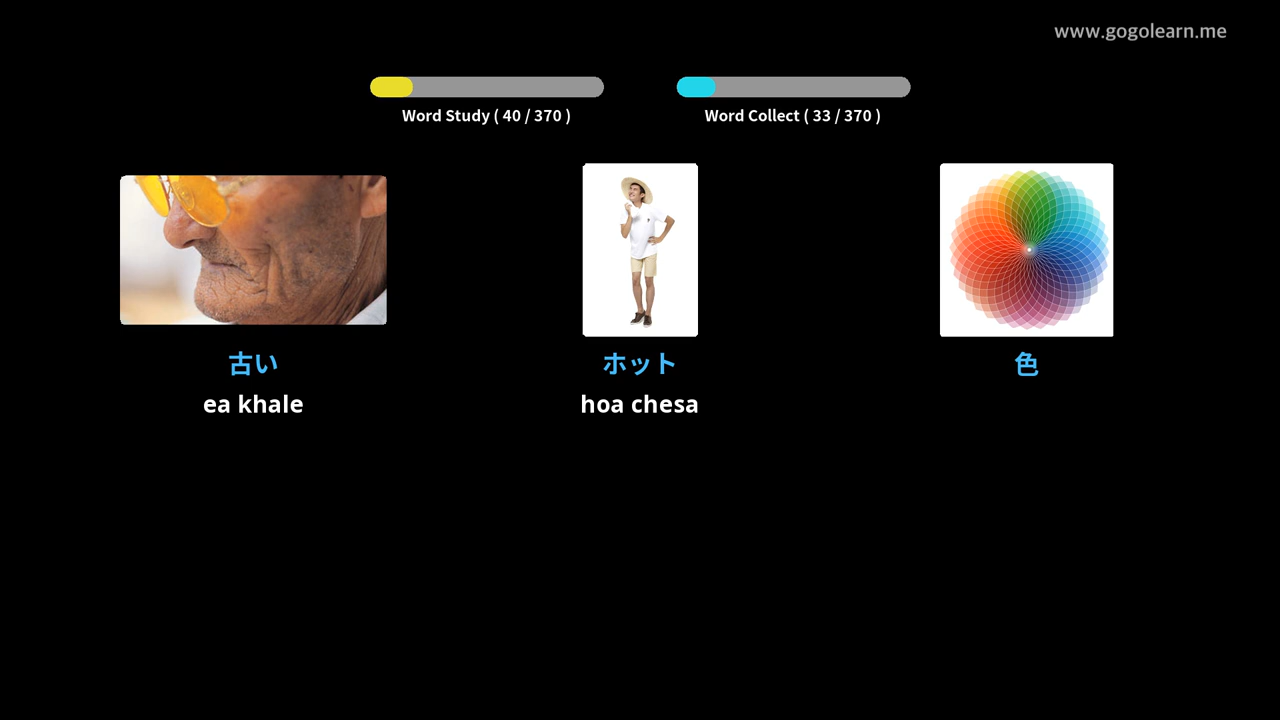 www.gogolearn.me
Word Study ( 40 / 370 )
Word Collect ( 33 / 370 )
古い
ホット
色
ea khale
hoa chesa